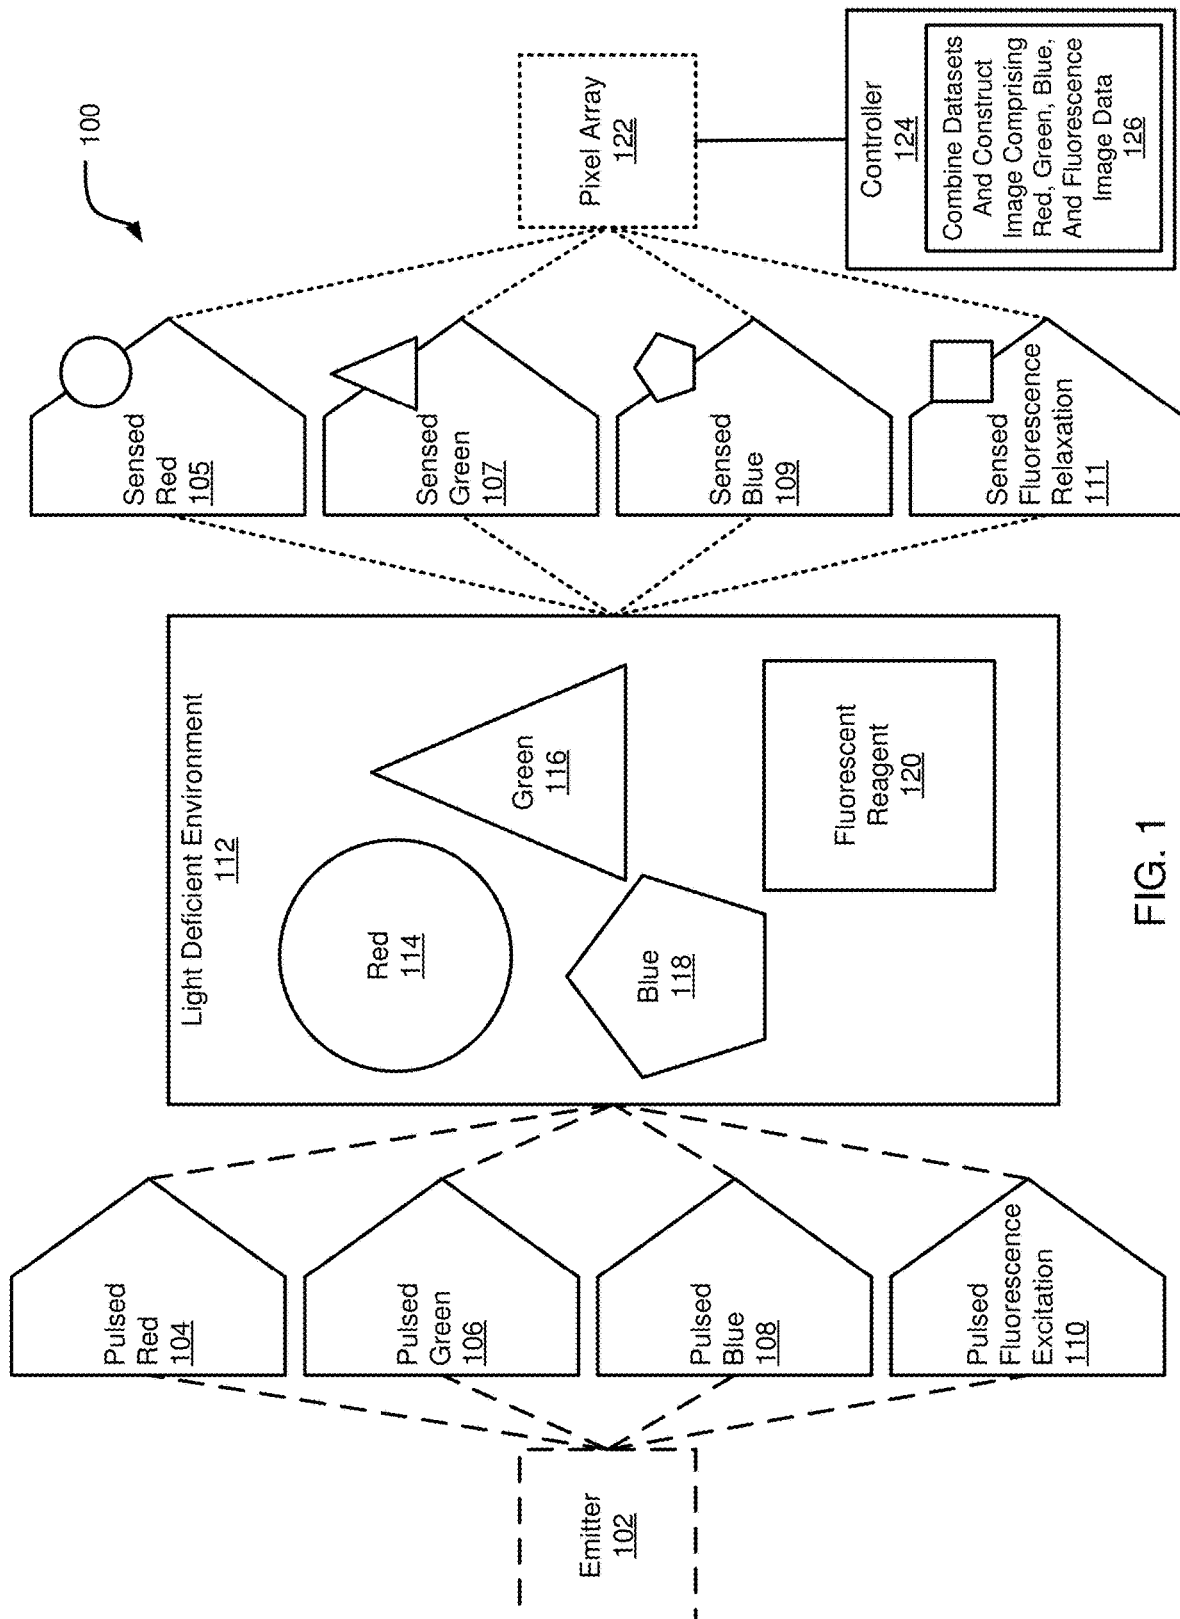 100
Emitter
102
Pulsed
Red
104
Pulsed
Green
106
Pulsed
Blue
108
Pulsed
Fluorescence
Excitation
110
Light Deficient Environment
112
Red
114
Green
116
Blue
118
Fluorescent
Reagent
120
Sensed
Red
105
Sensed
Green
107
Sensed
Blue
109
Sensed
Fluorescence
Relaxation
111
Pixel Array
122
Controller
124
Combine Datasets
And Construct
Image Comprising
Red, Green, Blue,
And Fluorescence
Image Data
126
FIG. 1